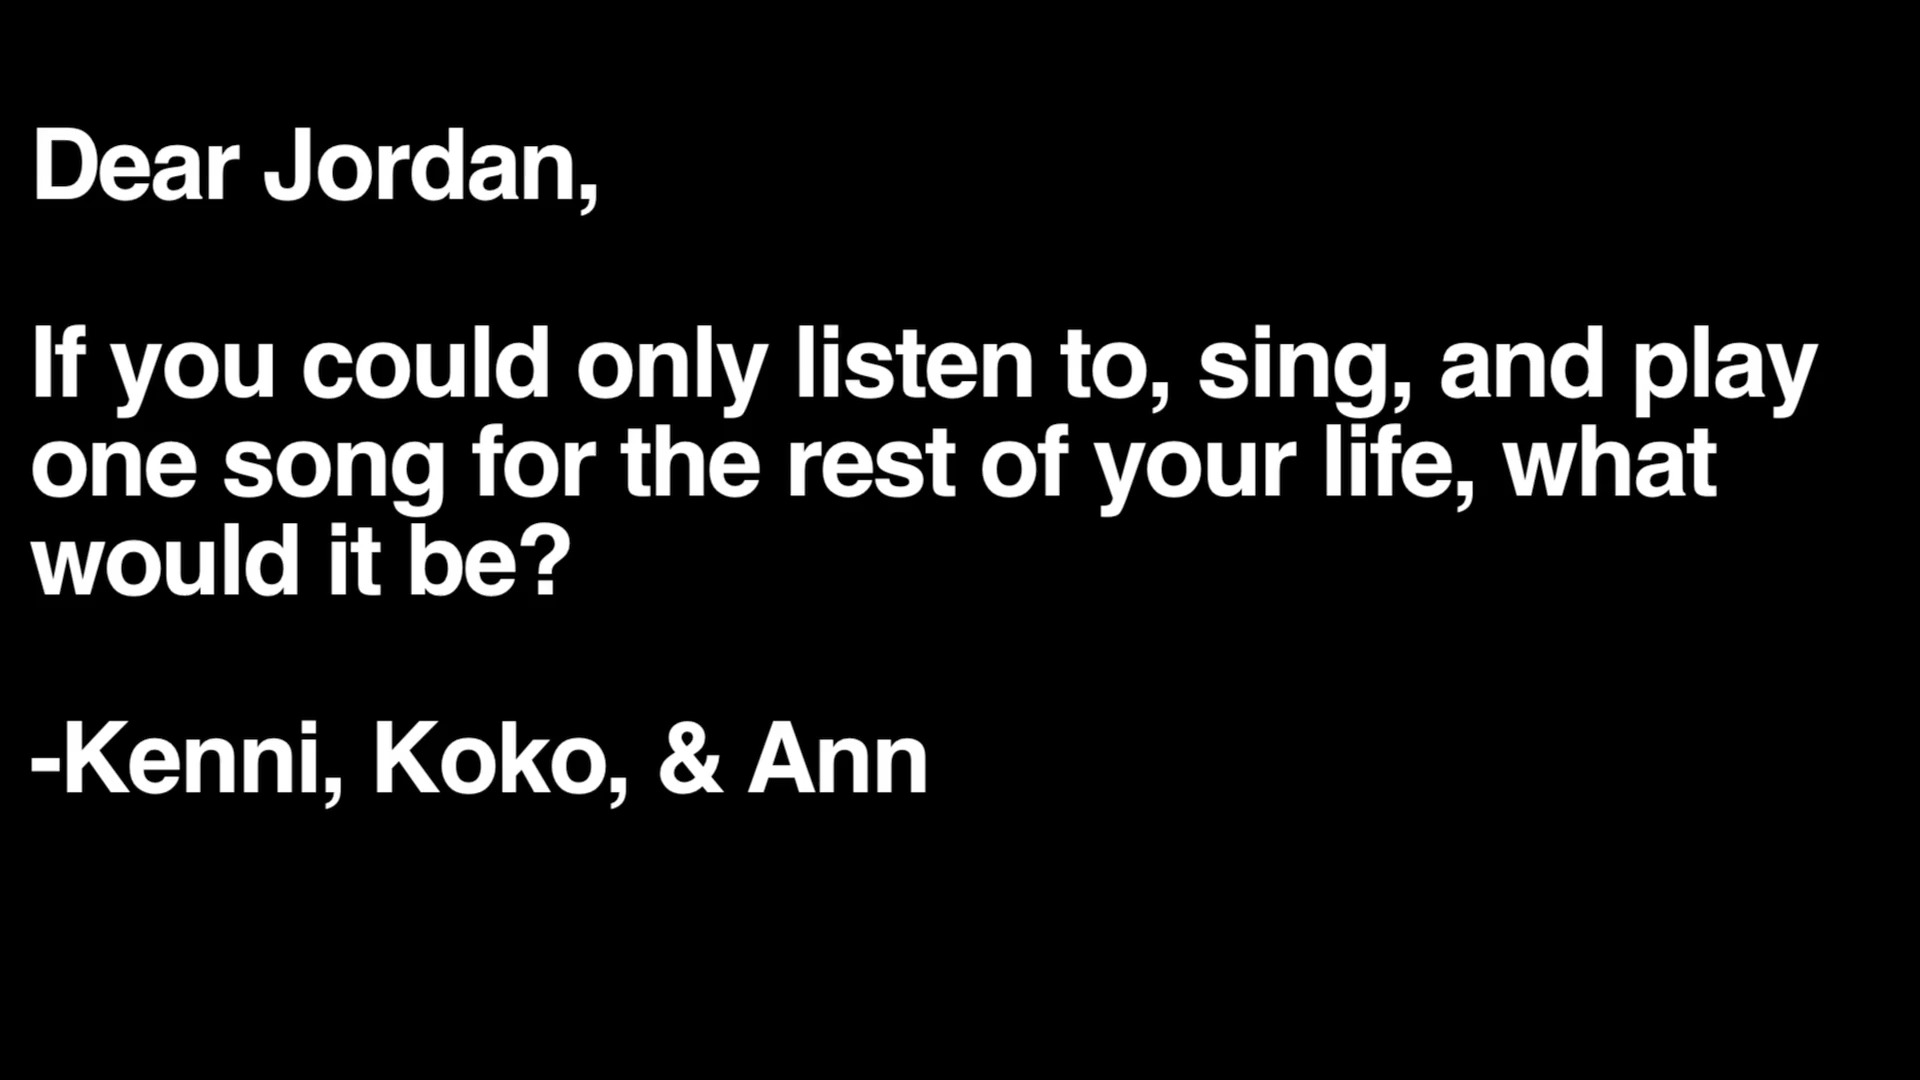 Dear Jordan,
If you could only listen to, sing, and play
one song for the rest of your life, what
would it be?
-Kenni, Koko, & Ann